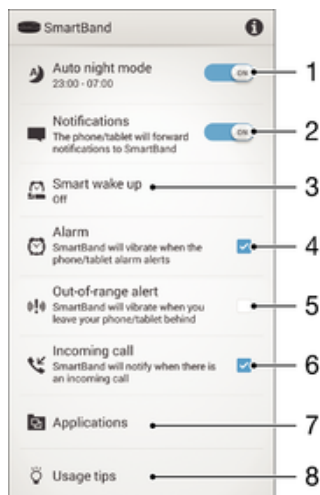 SmartBand
Auto night mode
23:00 - 07:00
ON
1
Notifications
The phone/tablet will forward
notifications to SmartBand
ON
2
Smart wake up
Off
3
Alarm
SmartBand will vibrate when the
phone/tablet alarm alerts
4
Out-of-range alert
SmartBand will vibrate when you
leave your phone/tablet behind
5
Incoming call
SmartBand will notify when there is
an incoming call
6
Applications
7
Usage tips
8